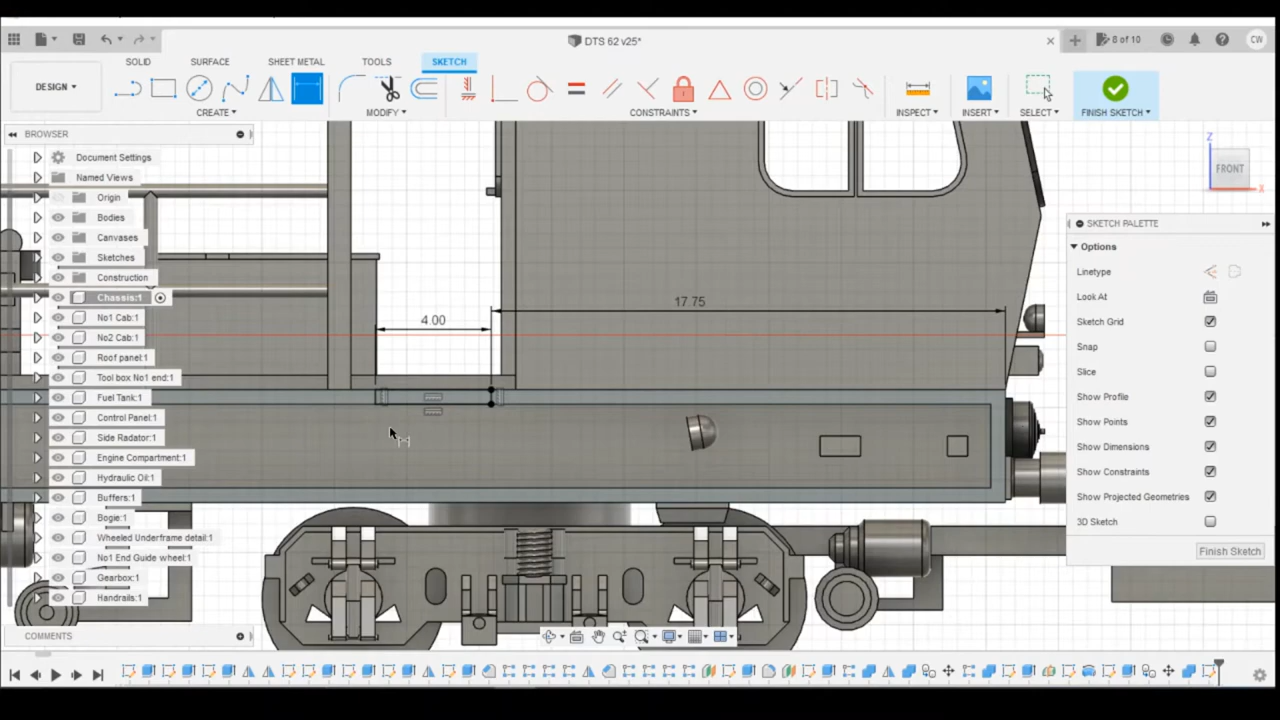 DTS 62 v25*
8 of 10
CW
SOLID
SURFACE
SHEET METAL
TOOLS
SKETCH
DESIGN
CREATE
MODIFY
CONSTRAINTS
INSPECT
INSERT
SELECT
FINISH SKETCH
BROWSER
Document Settings
Named Views
Origin
Bodies
Canvases
Sketches
Construction
Chassis:1
No1 Cab:1
No2 Cab:1
Roof panel:1
Tool box No1 end:1
Fuel Tank:1
Control Panel:1
Side Radator:1
Engine Compartment:1
Hydraulic Oil:1
Buffers:1
Bogie:1
Wheeled Underframe detail:1
No1 End Guide wheel:1
Gearbox:1
Handrails:1
COMMENTS
4.00
17.75
Z
FRONT
X
SKETCH PALETTE
Options
Linetype
Look At
Sketch Grid
Snap
Slice
Show Profile
Show Points
Show Dimensions
Show Constraints
Show Projected Geometries
3D Sketch
Finish Sketch